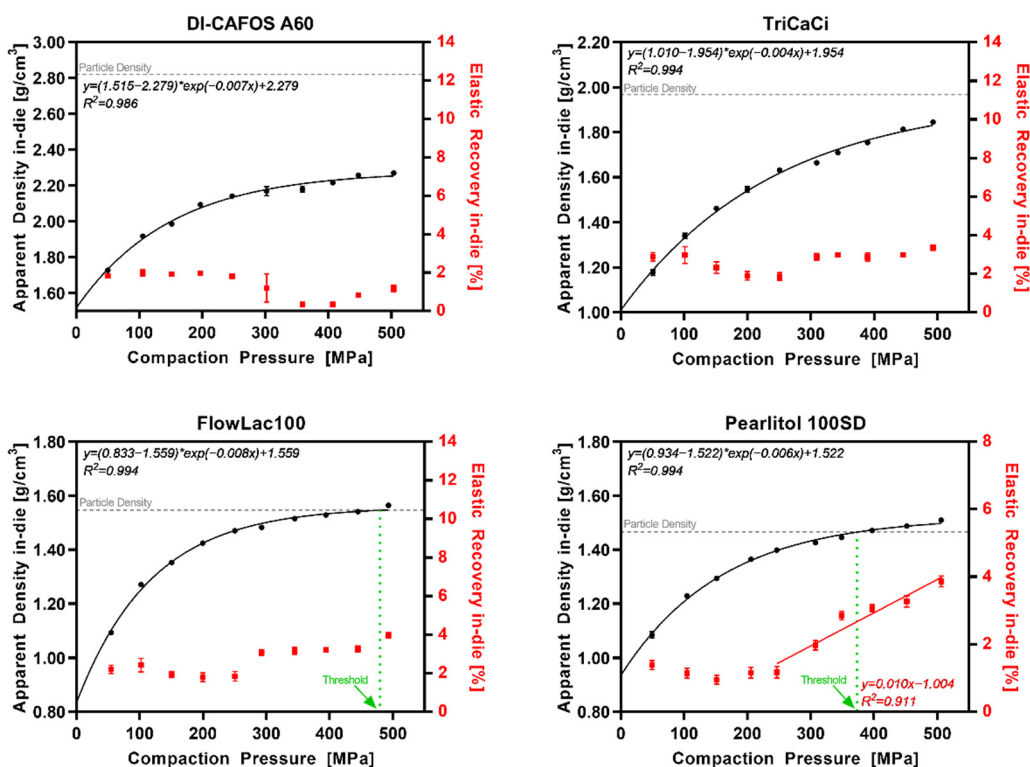 DI-CAFOS A60
Apparent Density in-die [g/cm³]
3.00
2.80
2.60
2.40
2.20
2.00
1.80
1.60
Particle Density
y=(1.515−2.279)*exp(−0.007x)+2.279
R²=0.986
14
12
10
8
6
4
2
0
Elastic Recovery in-die [%]
0 100 200 300 400 500
Compaction Pressure [MPa]
TriCaCi
Apparent Density in-die [g/cm³]
2.20
2.00
1.80
1.60
1.40
1.20
1.00
y=(1.010−1.954)*exp(−0.004x)+1.954
R²=0.994
Particle Density
14
12
10
8
6
4
2
0
Elastic Recovery in-die [%]
0 100 200 300 400 500
Compaction Pressure [MPa]
FlowLac100
Apparent Density in-die [g/cm³]
1.80
1.60
1.40
1.20
1.00
0.80
y=(0.833−1.559)*exp(−0.008x)+1.559
R²=0.994
Particle Density
Threshold
14
12
10
8
6
4
2
0
Elastic Recovery in-die [%]
0 100 200 300 400 500
Compaction Pressure [MPa]
Pearlitol 100SD
Apparent Density in-die [g/cm³]
1.80
1.60
1.40
1.20
1.00
0.80
y=(0.934−1.522)*exp(−0.006x)+1.522
R²=0.994
Particle Density
Threshold
y=0.010x−1.004
R²=0.911
8
6
4
2
0
Elastic Recovery in-die [%]
0 100 200 300 400 500
Compaction Pressure [MPa]